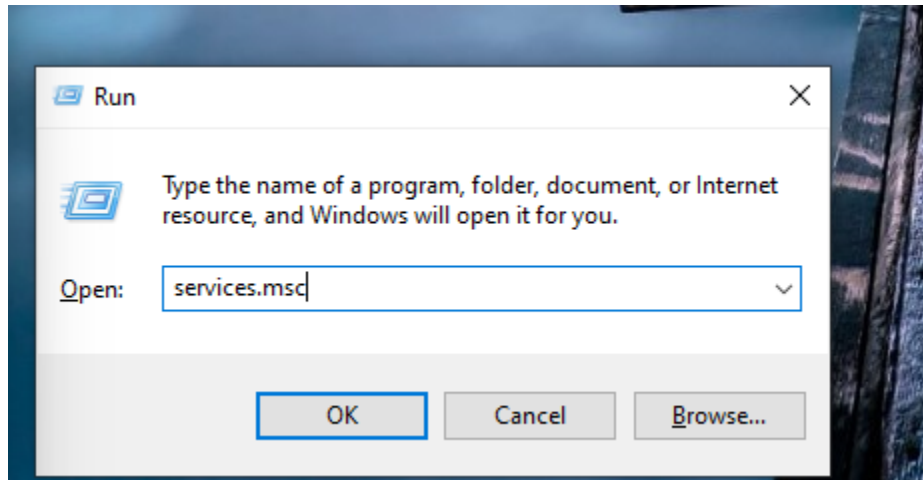 Run
Type the name of a program, folder, document, or Internet
resource, and Windows will open it for you.
Open: services.msc
OK Cancel Browse...